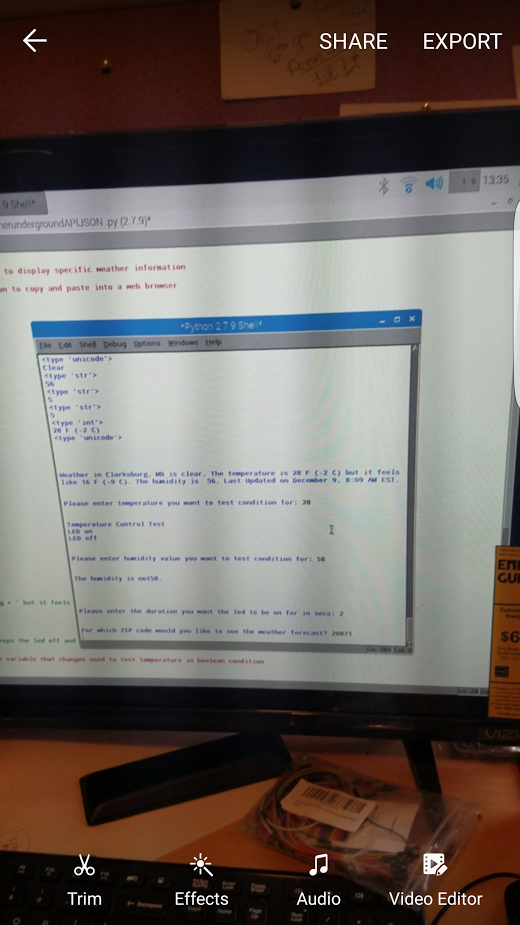 SHARE EXPORT
13:35
.9 Shell*
herundergroundAPIJSON .py (2.7.9)*
to display specific weather information
on to copy and paste into a web browser
*Python 2.7.9 Shell*
File Edit Shell Debug Options Windows Help
<type 'unicode'>
Clear
<type 'str'>
56
<type 'str'>
5
<type 'str'>
5
<type 'int'>
28 F (-2 C)
<type 'unicode'>
Weather in Clarksburg, MD is clear. The temperature is 28 F (-2 C) but it feels
like 16 F (-9 C). The humidity is 56. Last Updated on December 9, 8:09 AM EST.
Please enter temperature you want to test condition for: 28
Temperature Control Test
LED on
LED off
Please enter humidity value you want to test condition for: 58
The humidity is not58.
Please enter the duration you want the led to be on for in secs: 2
For which ZIP code would you like to see the weather forecast? 20871
+ ' but it feels
eeps the led off and
variable that changes used to test temperature in boolean condition
EN
GUI
$6
VIZI
Trim Effects Audio Video Editor